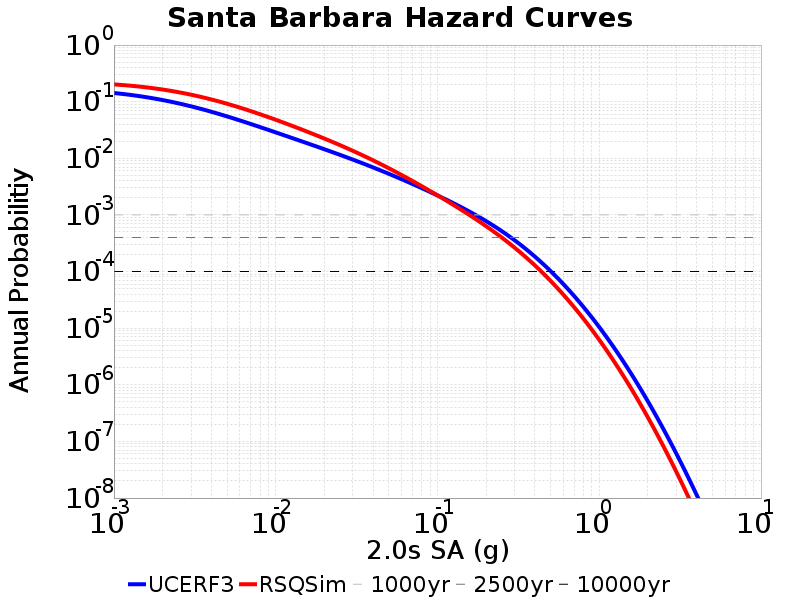 Santa Barbara Hazard Curves
10^0
10^-1
10^-2
10^-3
10^-4
10^-5
10^-6
10^-7
10^-8
Annual Probabilitiy
10^-3 10^-2 10^-1 10^0 10^1
2.0s SA (g)
UCERF3 RSQSim 1000yr 2500yr 10000yr